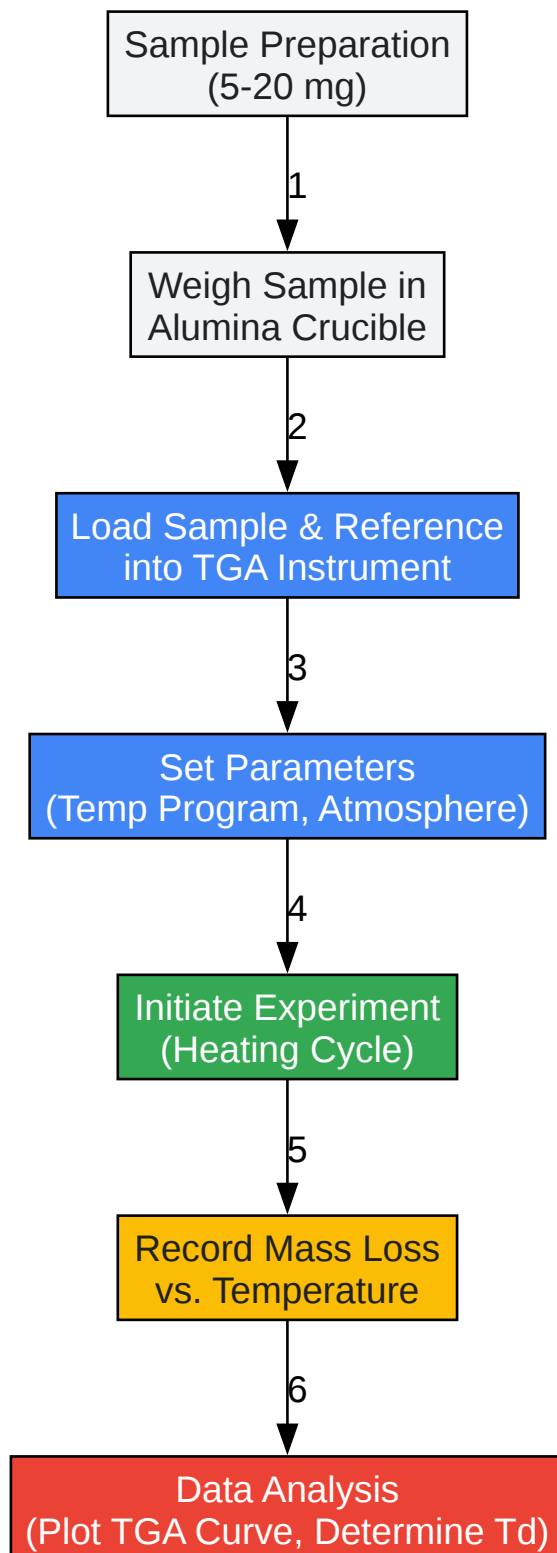 Sample Preparation
(5-20 mg)
1
Weigh Sample in
Alumina Crucible
2
Load Sample & Reference
into TGA Instrument
3
Set Parameters
(Temp Program, Atmosphere)
4
Initiate Experiment
(Heating Cycle)
5
Record Mass Loss
vs. Temperature
6
Data Analysis
(Plot TGA Curve, Determine Td)